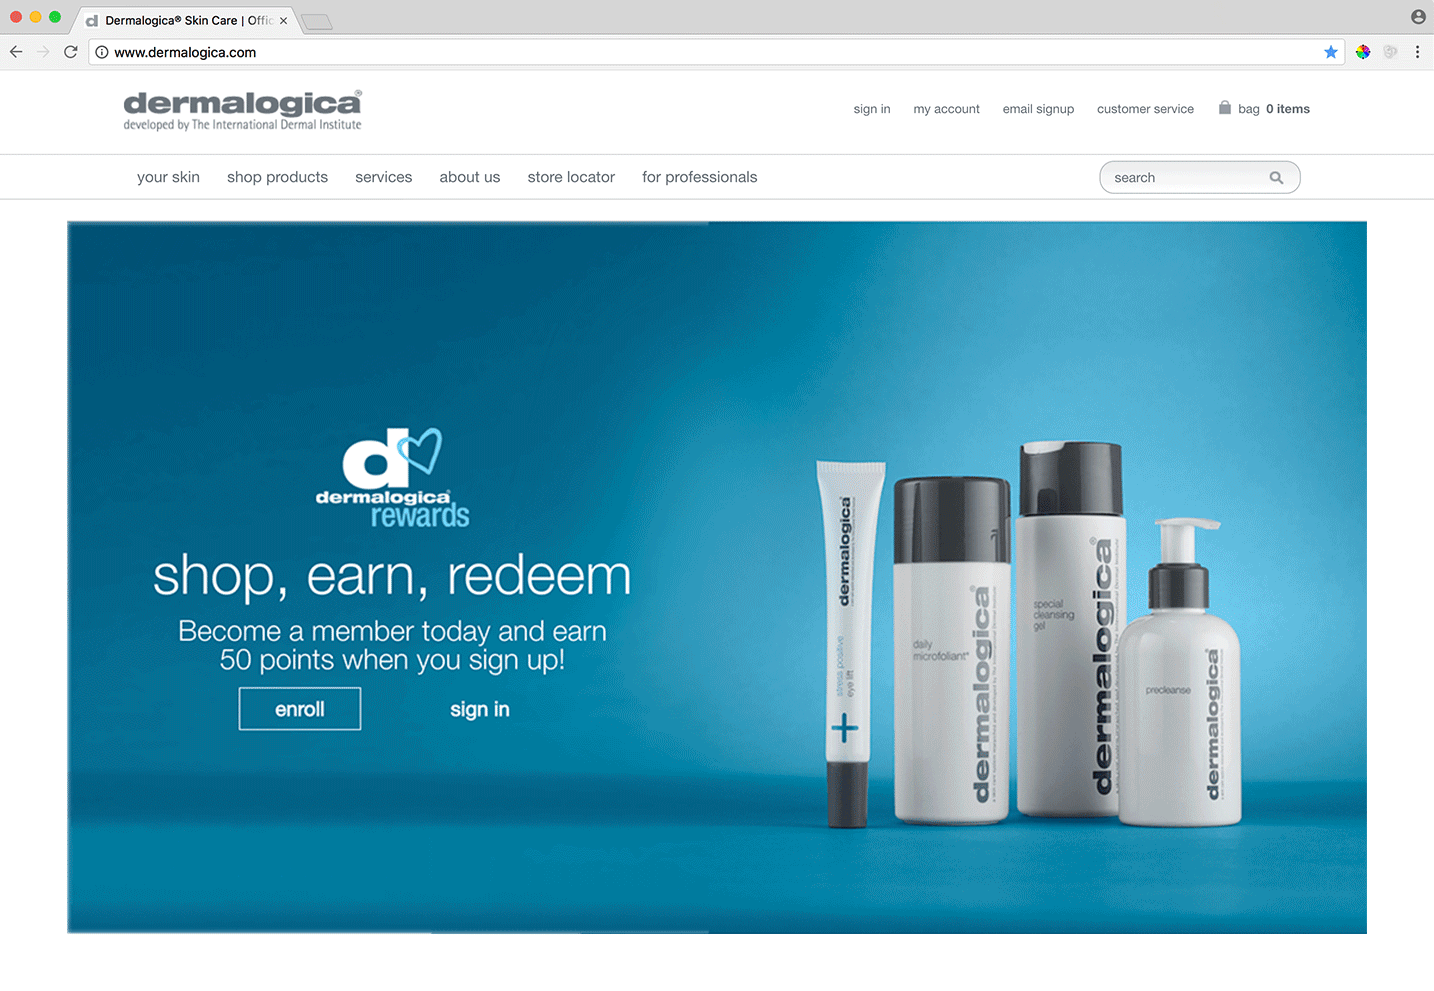 Dermalogica® Skin Care | Offic
www.dermalogica.com
dermalogica®
developed by The International Dermal Institute
sign in
my account
email signup
customer service
bag 0 items
your skin
shop products
services
about us
store locator
for professionals
search
d
dermalogica
rewards
shop, earn, redeem
Become a member today and earn
50 points when you sign up!
enroll
sign in
dermalogica
stress positive
eye lift
daily
microfoliant®
dermalogica®
special
cleansing
gel
dermalogica®
precleanse
dermalogica